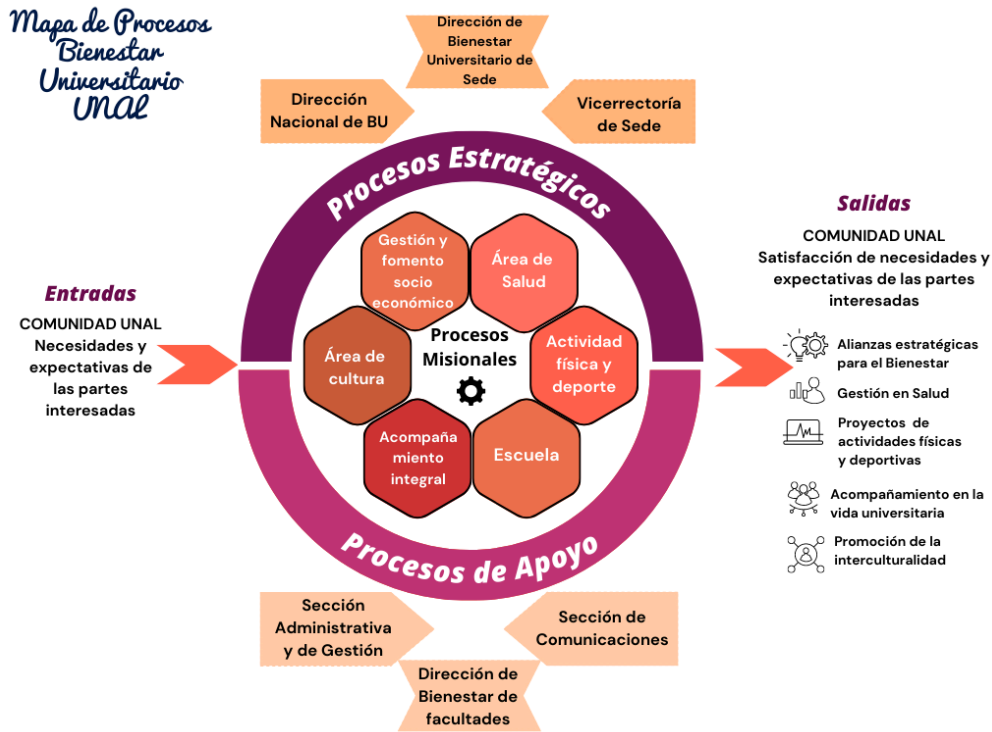 Mapa de Procesos
Bienestar
Universitario
UNAL
Dirección de
Bienestar
Universitario de
Sede
Dirección
Nacional de BU
Vicerrectoría
de Sede
Procesos Estratégicos
Gestión y
fomento
socio
económico
Área de
Salud
Procesos
Misionales
Área de
cultura
Actividad
física y
deporte
Acompaña
miento
integral
Escuela
Procesos de Apoyo
Entradas
COMUNIDAD UNAL
Necesidades y
expectativas de
las partes
interesadas
Salidas
COMUNIDAD UNAL
Satisfacción de necesidades y
expectativas de las partes
interesadas
Alianzas estratégicas
para el Bienestar
Gestión en Salud
Proyectos de
actividades físicas
y deportivas
Acompañamiento en la
vida universitaria
Promoción de la
interculturalidad
Sección
Administrativa
y de Gestión
Sección de
Comunicaciones
Dirección de
Bienestar de
facultades